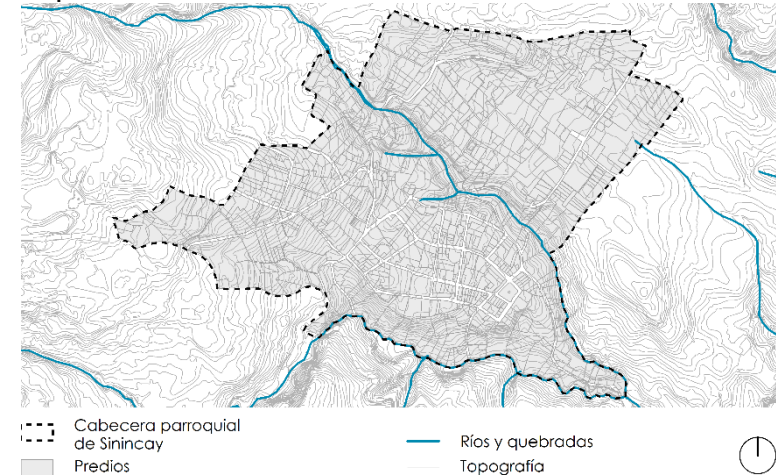 Cabecera parroquial
de Sinincay
Predios
Ríos y quebradas
Topografía